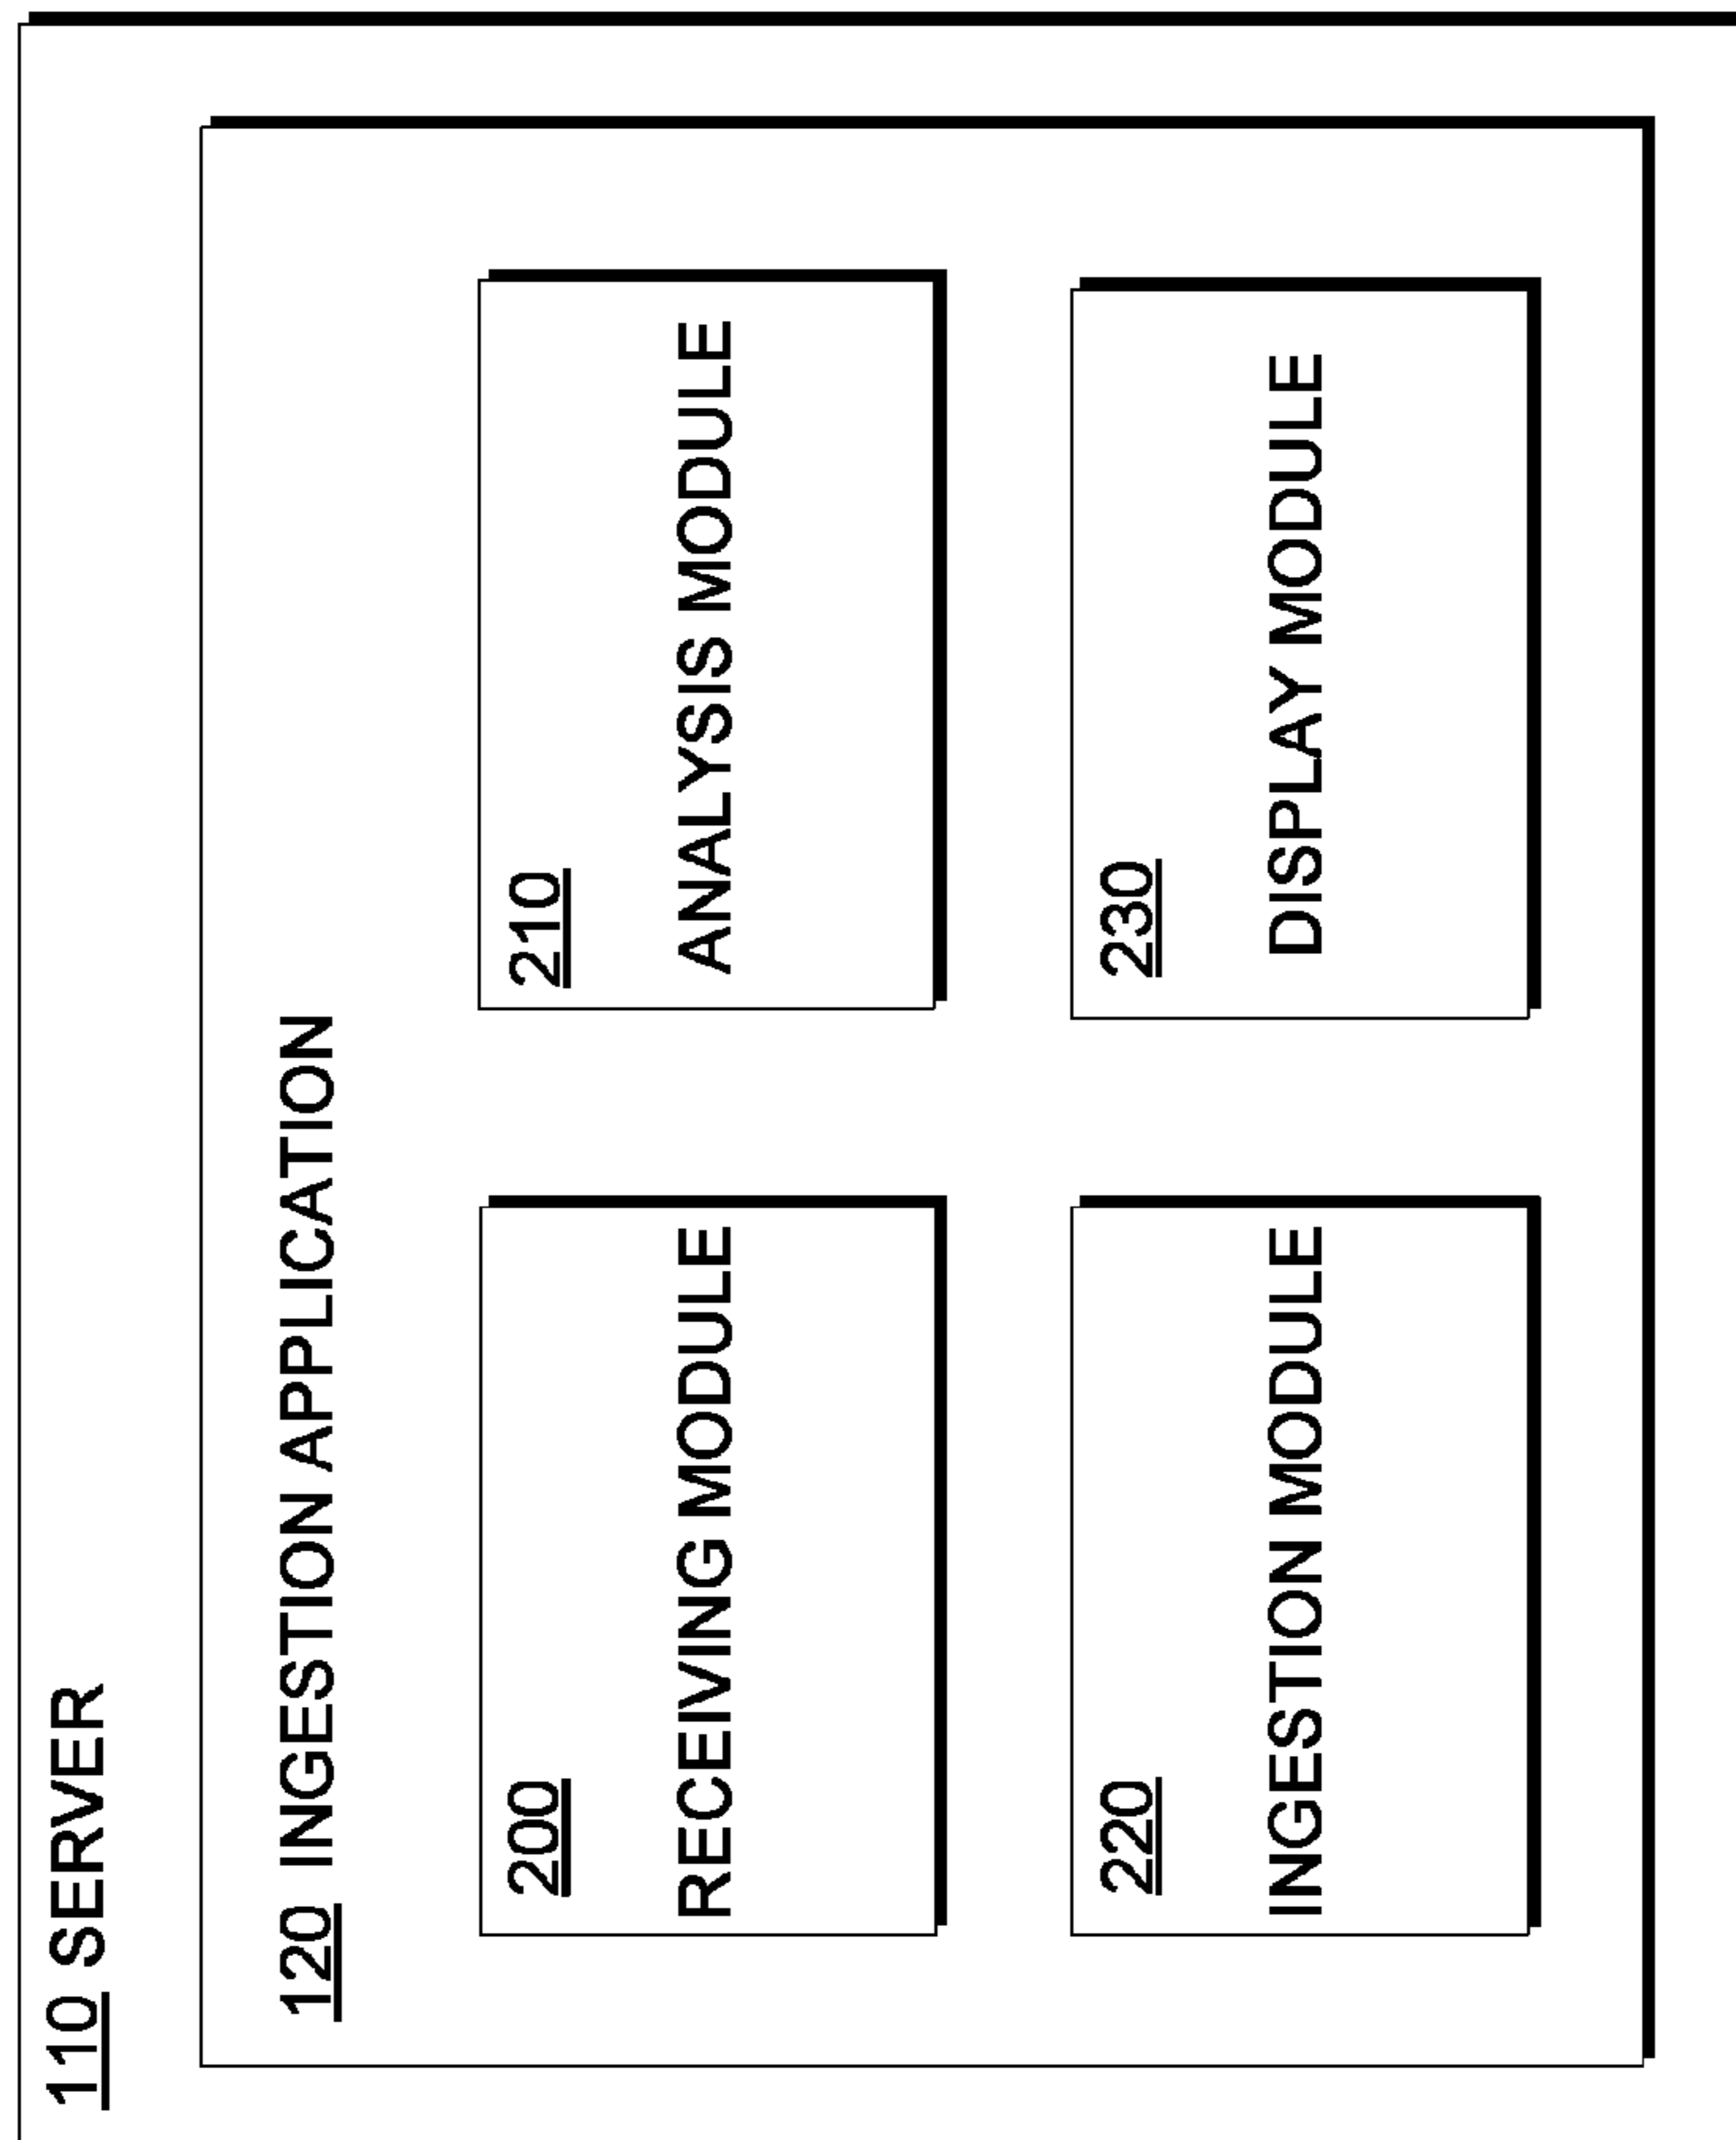 110 SERVER
120 INGESTION APPLICATION
200
RECEIVING MODULE
210
ANALYSIS MODULE
220
INGESTION MODULE
230
DISPLAY MODULE